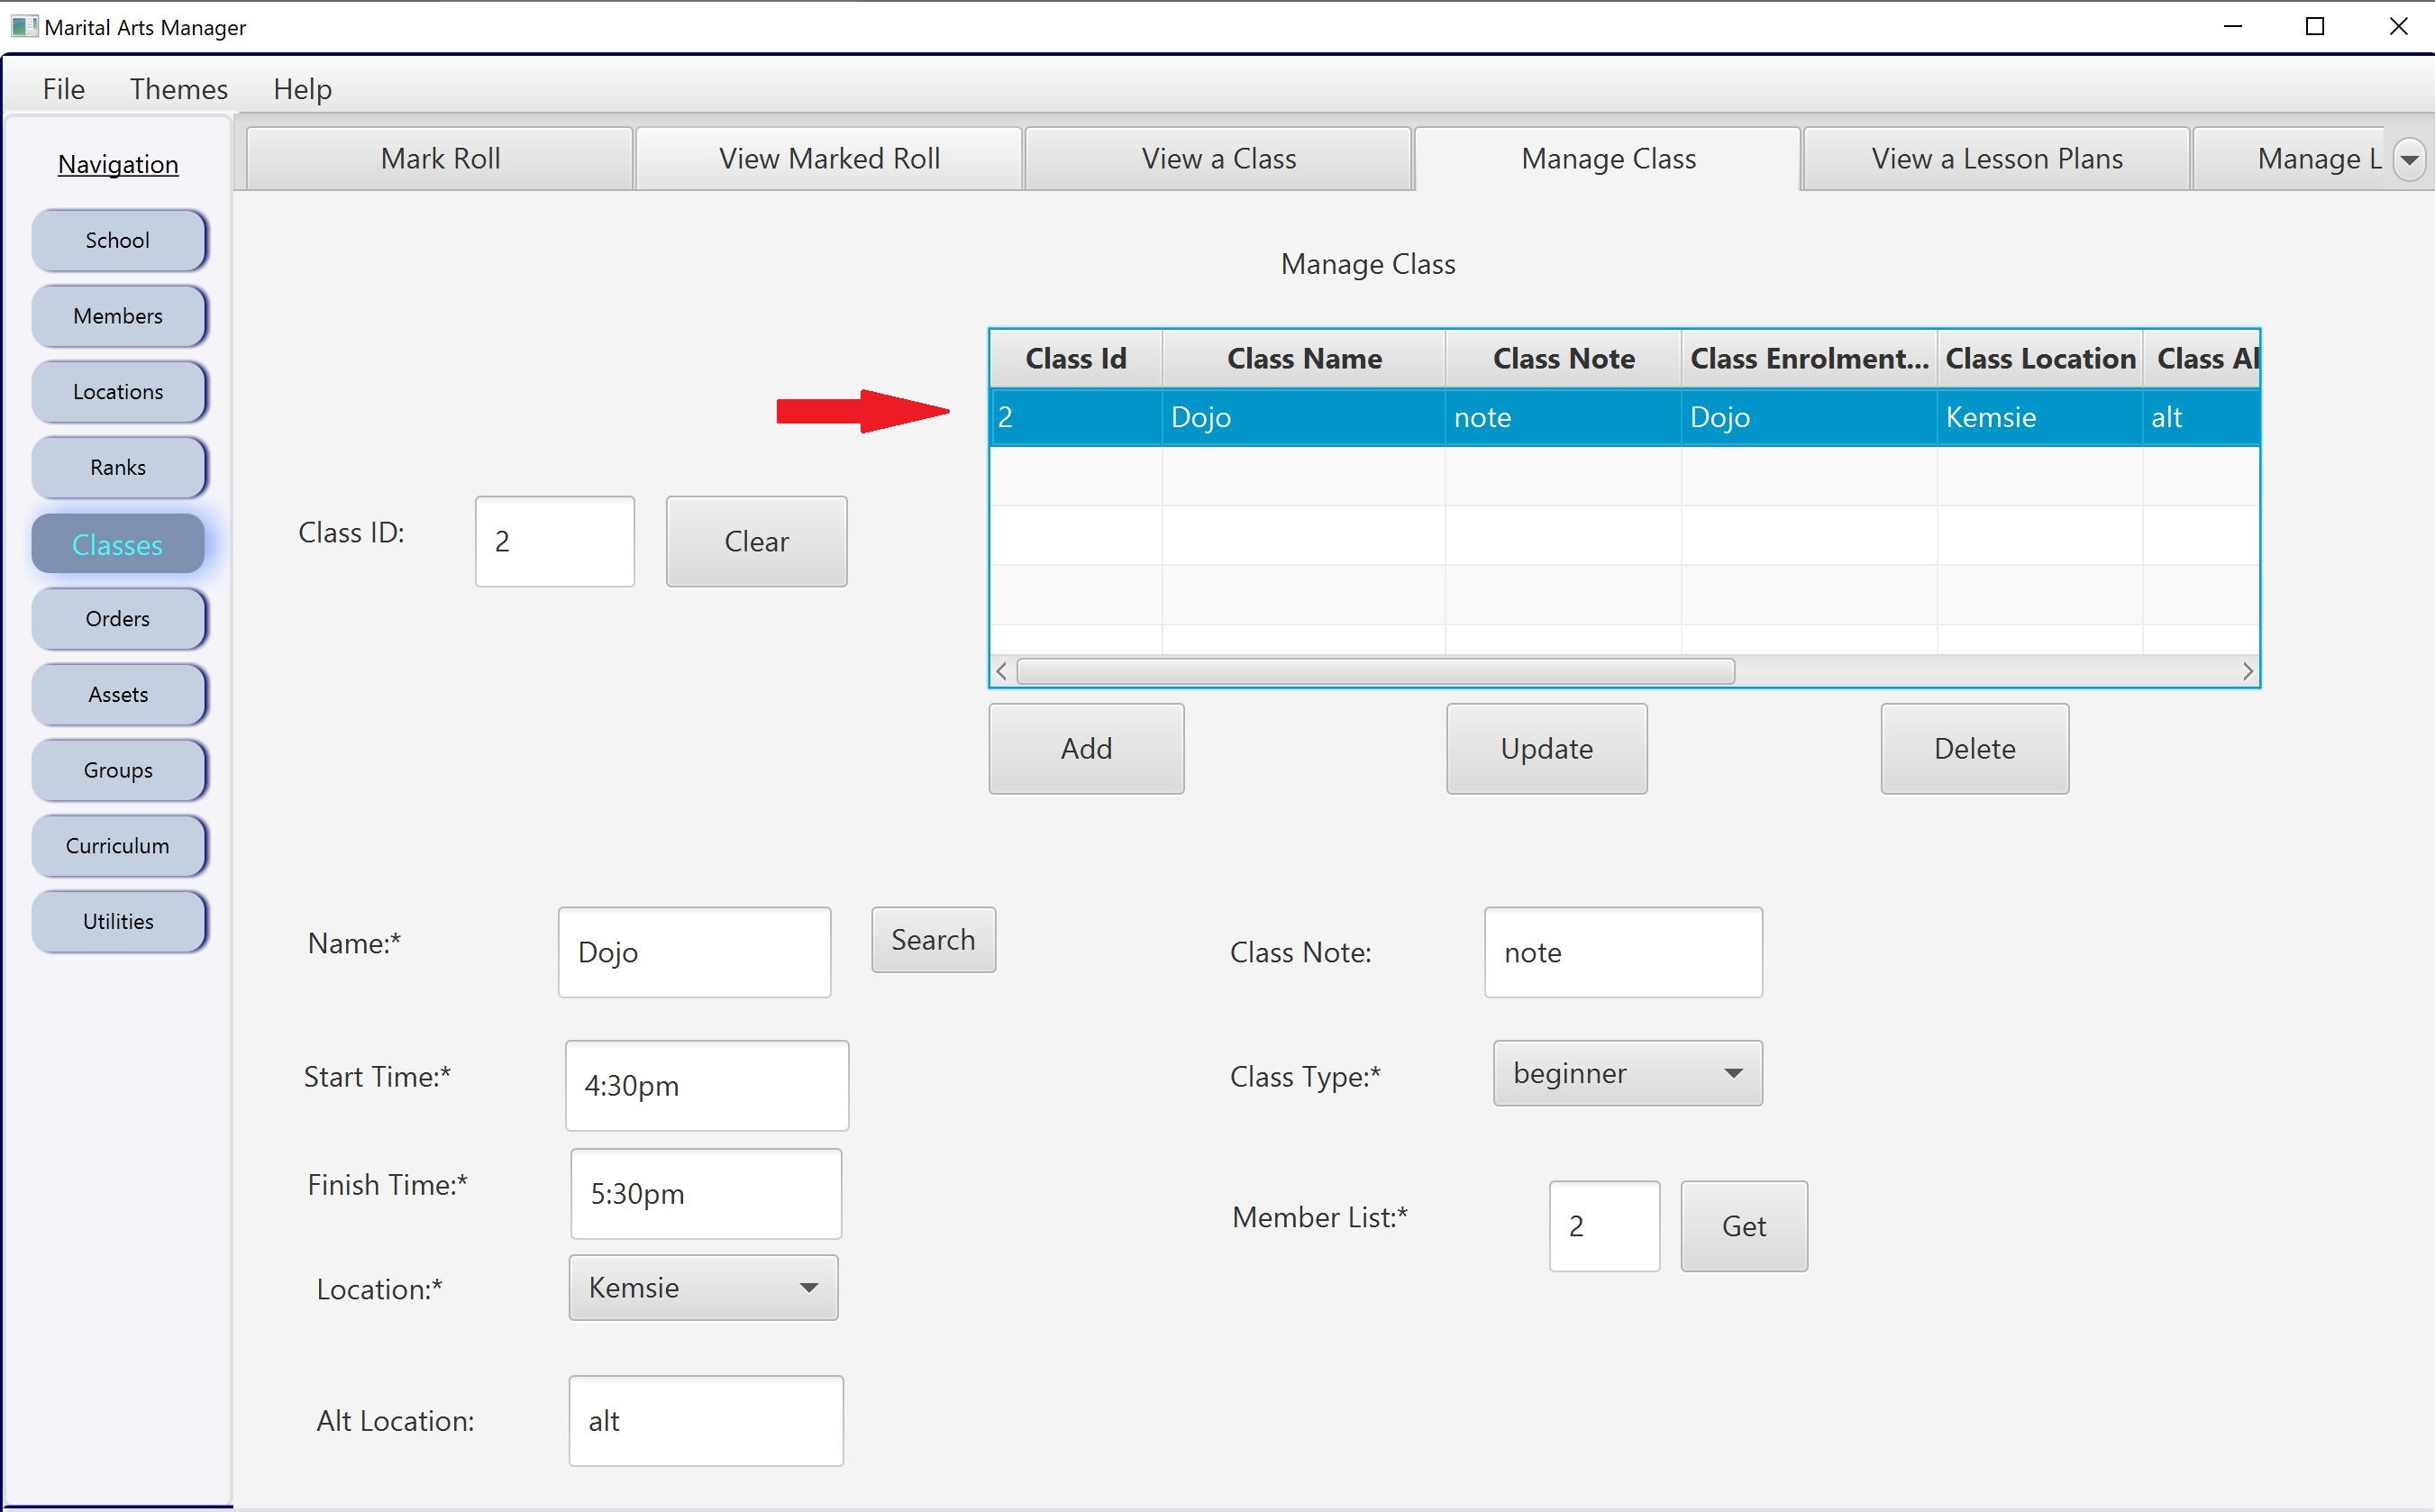 Marital Arts Manager
File Themes Help
Navigation
School
Members
Locations
Ranks
Classes
Orders
Assets
Groups
Curriculum
Utilities
Mark Roll View Marked Roll View a Class Manage Class View a Lesson Plans Manage L
Manage Class
Class Id Class Name Class Note Class Enrolment... Class Location Class Al
2 Dojo note Dojo Kemsie alt
Class ID: 2 Clear
Add Update Delete
Name:* Dojo Search Class Note: note
Start Time:* 4:30pm Class Type:* beginner
Finish Time:* 5:30pm Member List:* 2 Get
Location:* Kemsie
Alt Location: alt